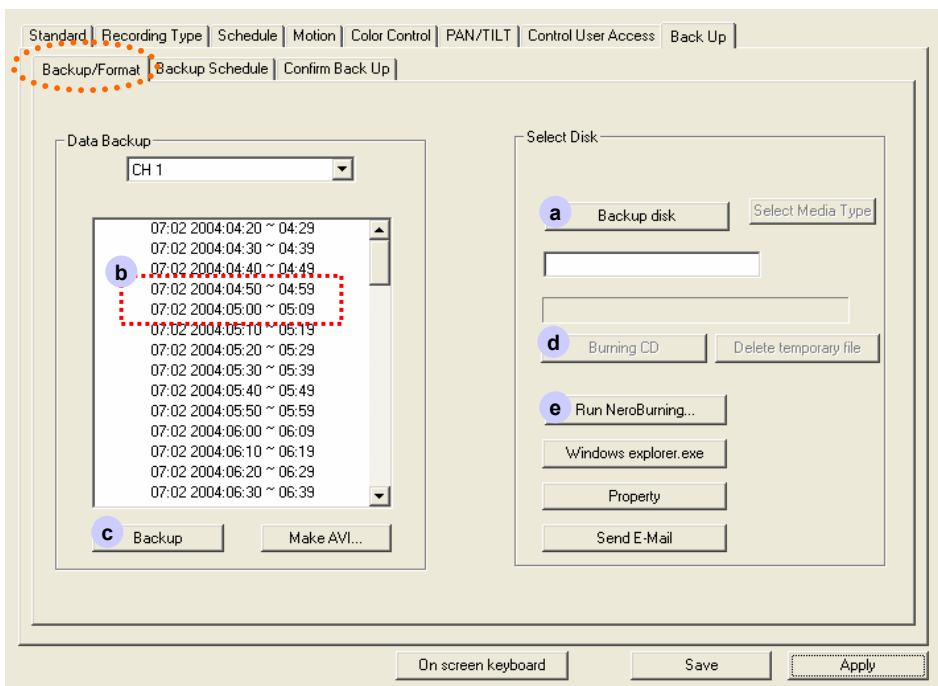 Standard Recording Type Schedule Motion Color Control PAN/TILT Control User Access Back Up
Backup/Format Backup Schedule Confirm Back Up
Data Backup
CH 1
07:02 2004:04:20 ~ 04:29
07:02 2004:04:30 ~ 04:39
07:02 2004:04:40 ~ 04:49
b
07:02 2004:04:50 ~ 04:59
07:02 2004:05:00 ~ 05:09
07:02 2004:05:10 ~ 05:19
07:02 2004:05:20 ~ 05:29
07:02 2004:05:30 ~ 05:39
07:02 2004:05:40 ~ 05:49
07:02 2004:05:50 ~ 05:59
07:02 2004:06:00 ~ 06:09
07:02 2004:06:10 ~ 06:19
07:02 2004:06:20 ~ 06:29
07:02 2004:06:30 ~ 06:39
c Backup Make AVI...
Select Disk
a Backup disk Select Media Type
d Burning CD Delete temporary file
e Run NeroBurning...
Windows explorer.exe
Property
Send E-Mail
On screen keyboard Save Apply